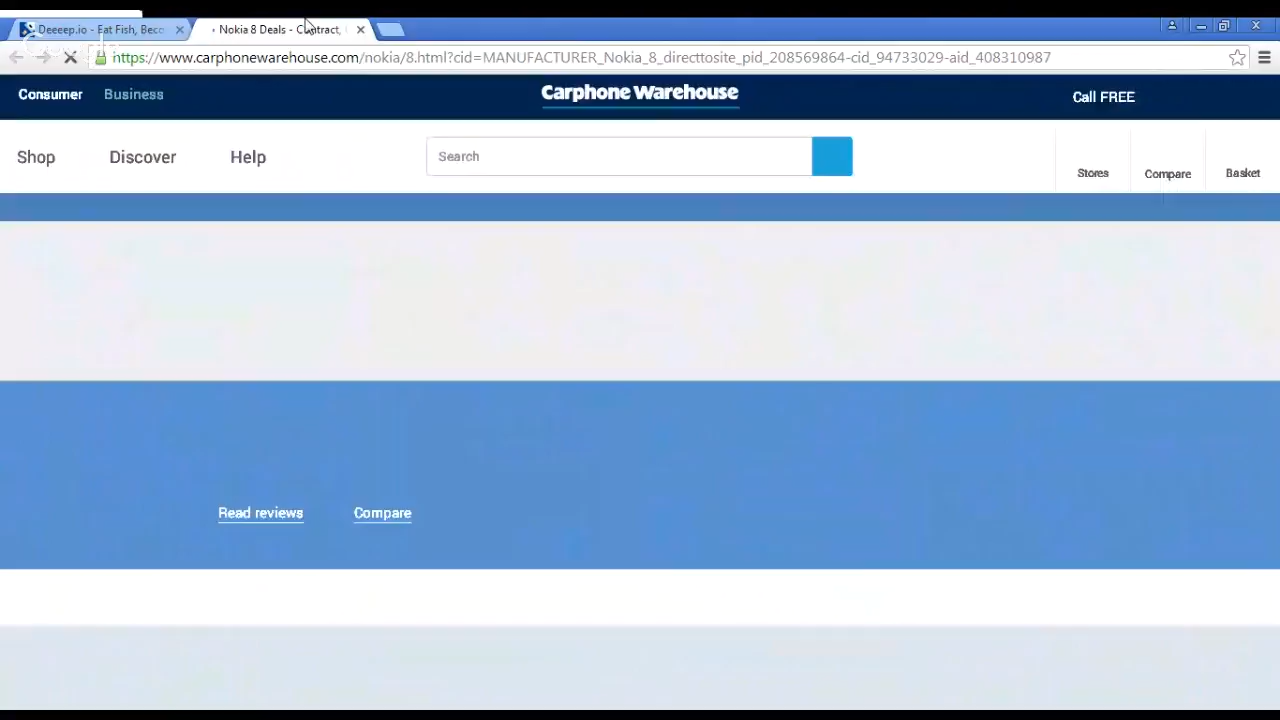 Deeeep.io - Eat Fish, Beco
Nokia 8 Deals - Contract,
https://www.carphonewarehouse.com/nokia/8.html?cid=MANUFACTURER_Nokia_8_directtosite_pid_208569864-cid_94733029-aid_408310987
Consumer Business Carphone Warehouse Call FREE
Shop Discover Help Search Stores Compare Basket
Read reviews Compare